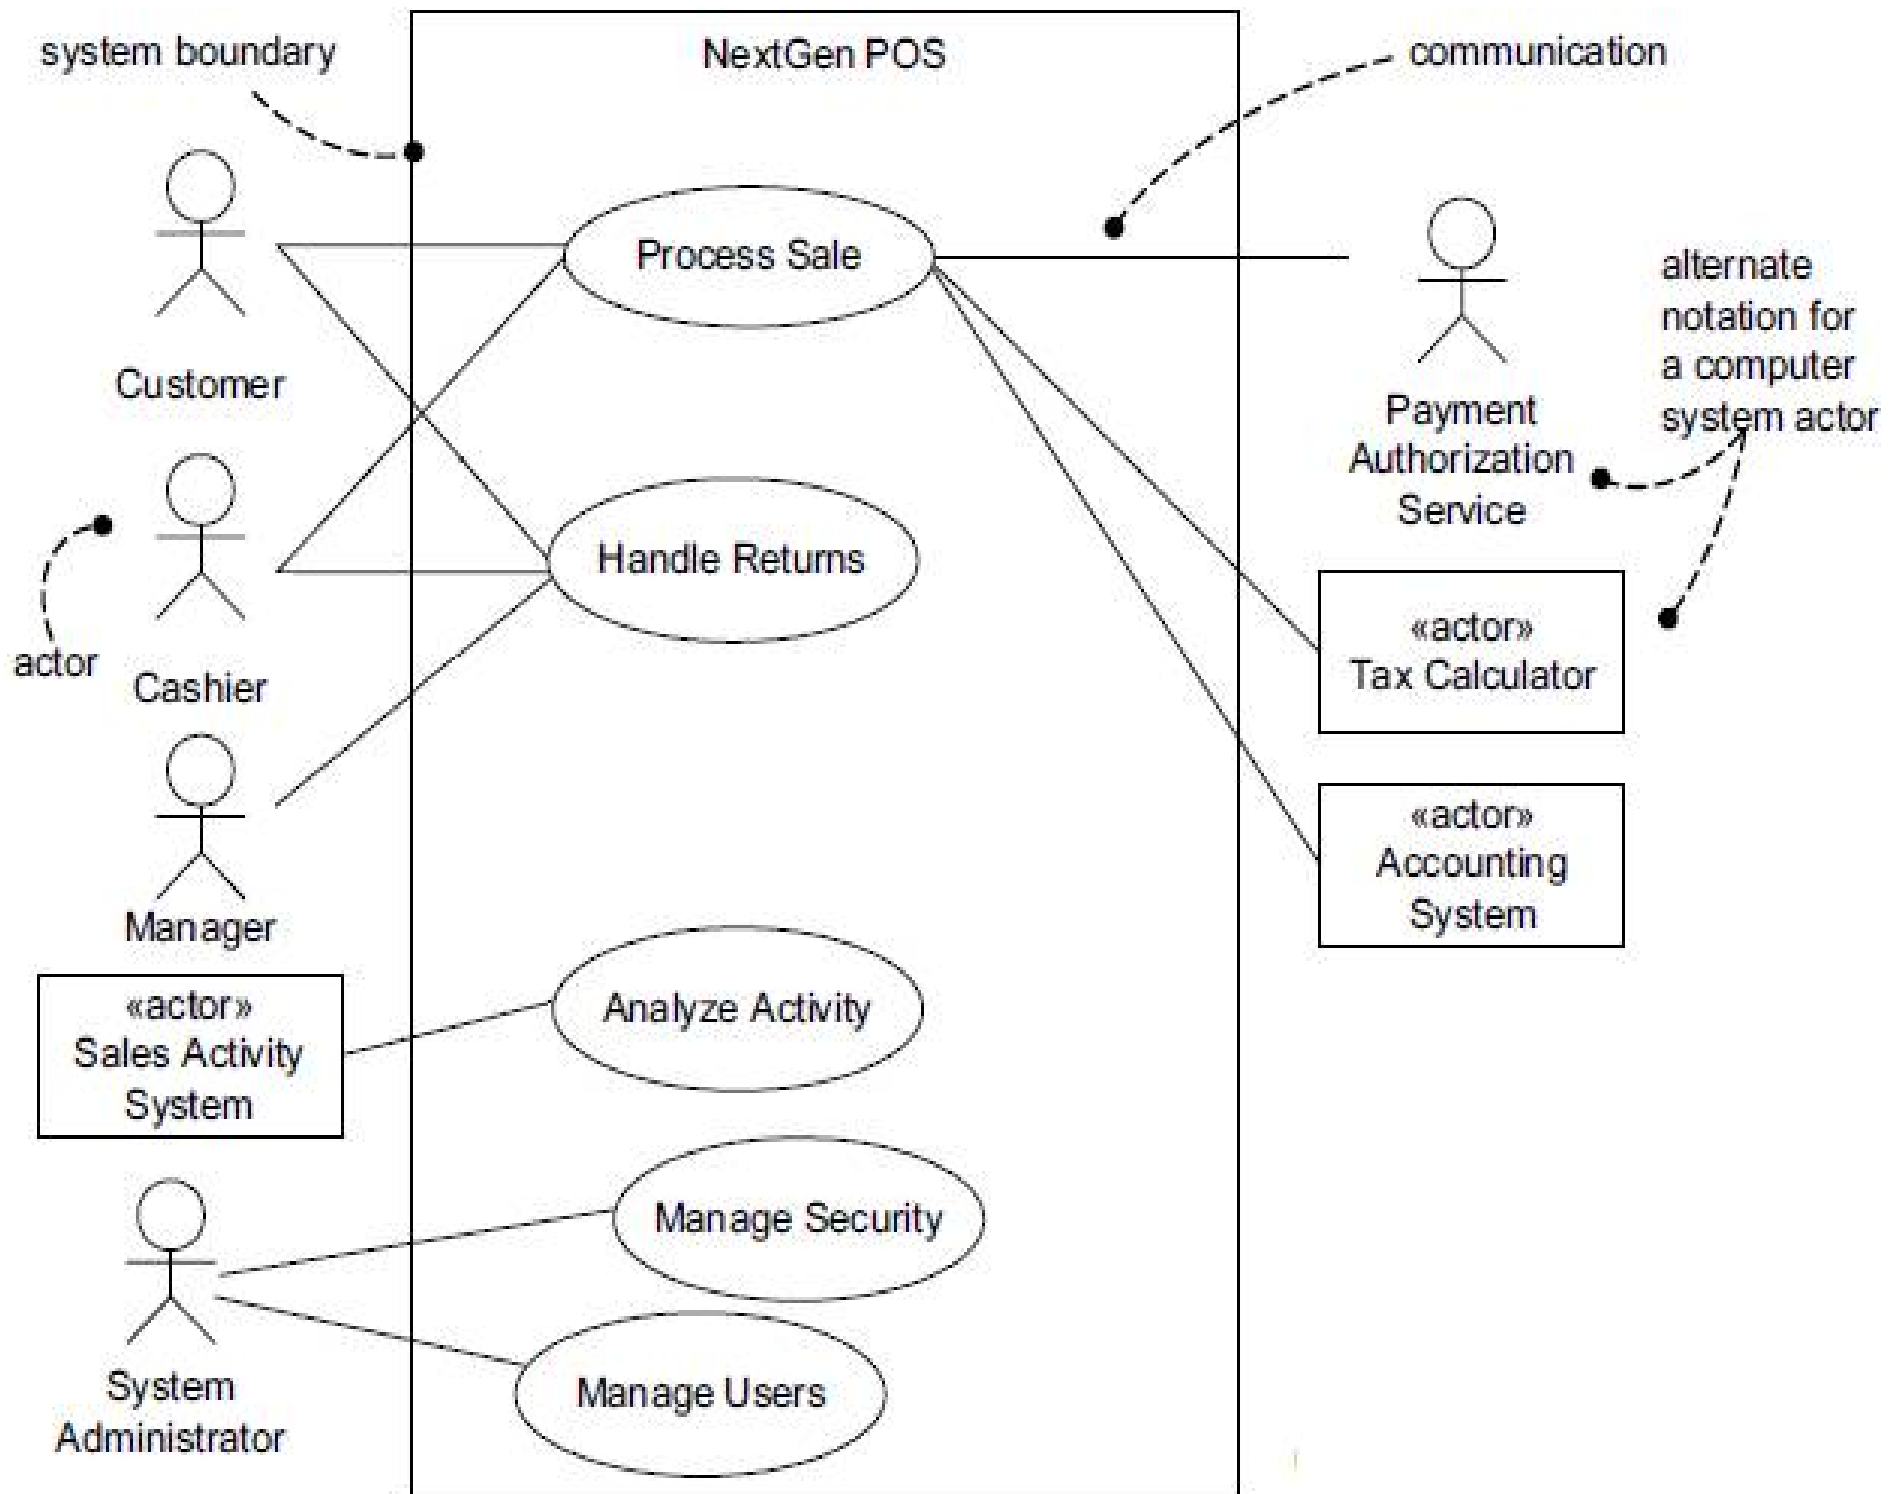 system boundary
NextGen POS
communication
Process Sale
Customer
alternate
notation for
a computer
system actor
Payment
Authorization
Service
Handle Returns
actor
Cashier
«actor»
Tax Calculator
«actor»
Accounting
System
Manager
«actor»
Sales Activity
System
Analyze Activity
Manage Security
System
Administrator
Manage Users